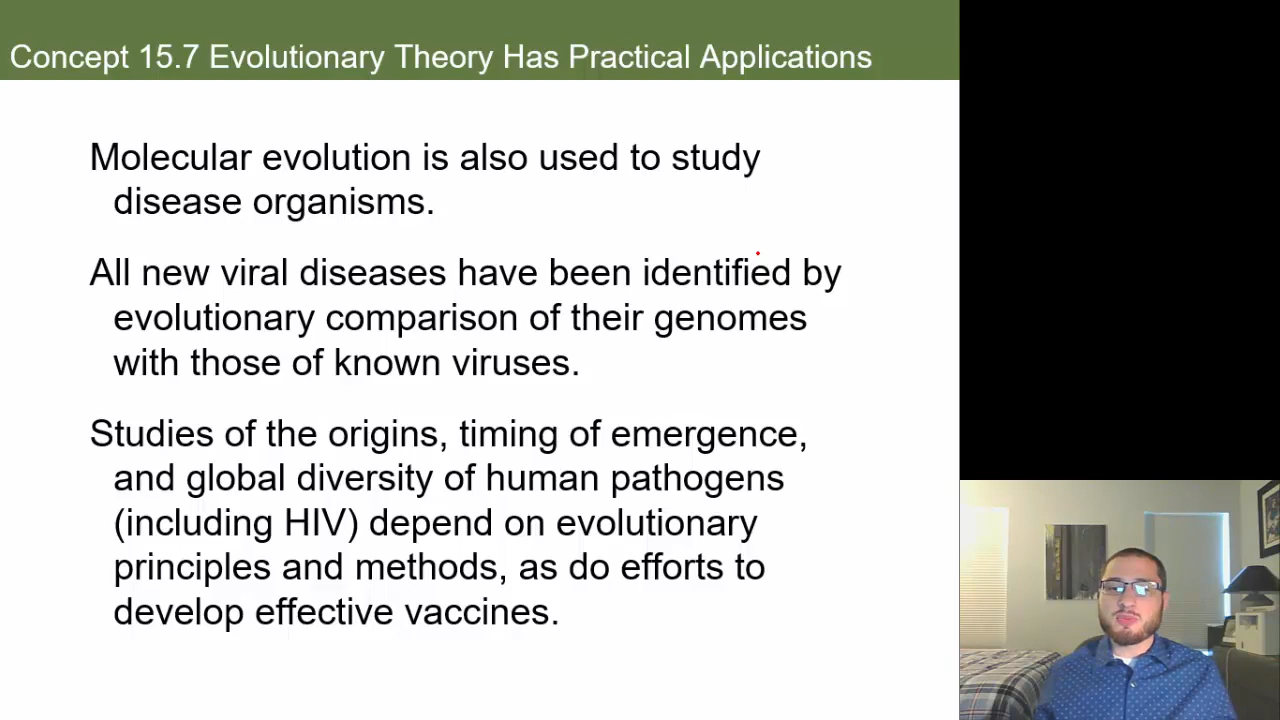 Concept 15.7 Evolutionary Theory Has Practical Applications
Molecular evolution is also used to study
disease organisms.
All new viral diseases have been identified by
evolutionary comparison of their genomes
with those of known viruses.
Studies of the origins, timing of emergence,
and global diversity of human pathogens
(including HIV) depend on evolutionary
principles and methods, as do efforts to
develop effective vaccines.